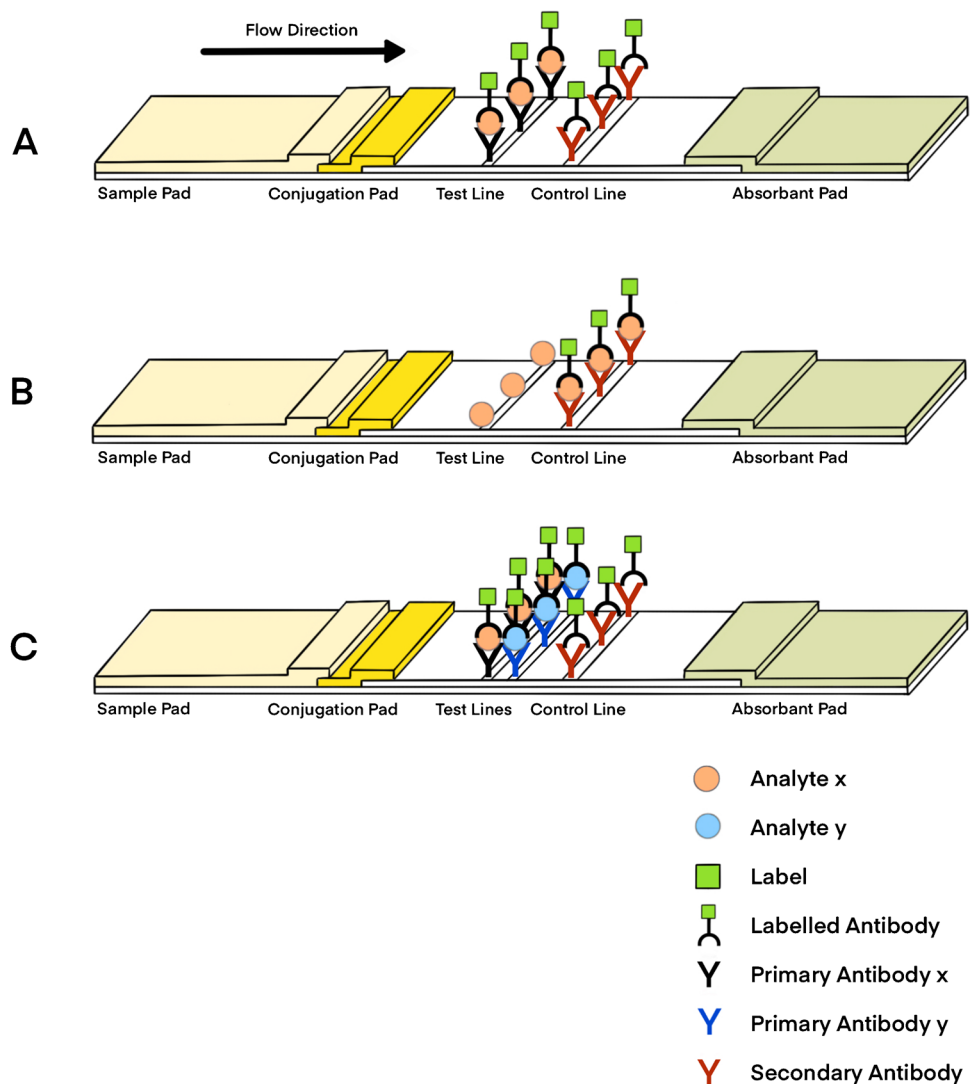 Flow Direction
A
Sample Pad
Conjugation Pad
Test Line
Control Line
Absorbant Pad
B
Sample Pad
Conjugation Pad
Test Line
Control Line
Absorbant Pad
C
Sample Pad
Conjugation Pad
Test Lines
Control Line
Absorbant Pad
Analyte x
Analyte y
Label
Labelled Antibody
Primary Antibody x
Primary Antibody y
Secondary Antibody